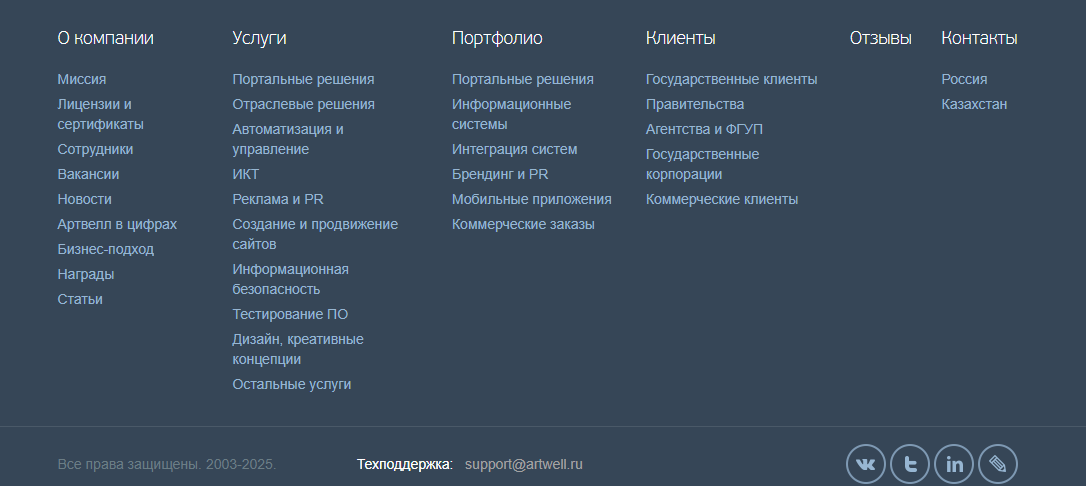 О компании
Миссия
Лицензии и
сертификаты
Сотрудники
Вакансии
Новости
Артвелл в цифрах
Бизнес-подход
Награды
Статьи
Услуги
Портальные решения
Отраслевые решения
Автоматизация и
управление
ИКТ
Реклама и PR
Создание и продвижение
сайтов
Информационная
безопасность
Тестирование ПО
Дизайн, креативные
концепции
Остальные услуги
Портфолио
Портальные решения
Информационные
системы
Интеграция систем
Брендинг и PR
Мобильные приложения
Коммерческие заказы
Клиенты
Государственные клиенты
Правительства
Агентства и ФГУП
Государственные
корпорации
Коммерческие клиенты
Отзывы
Контакты
Россия
Казахстан
Все права защищены. 2003-2025.
Техподдержка: support@artwell.ru